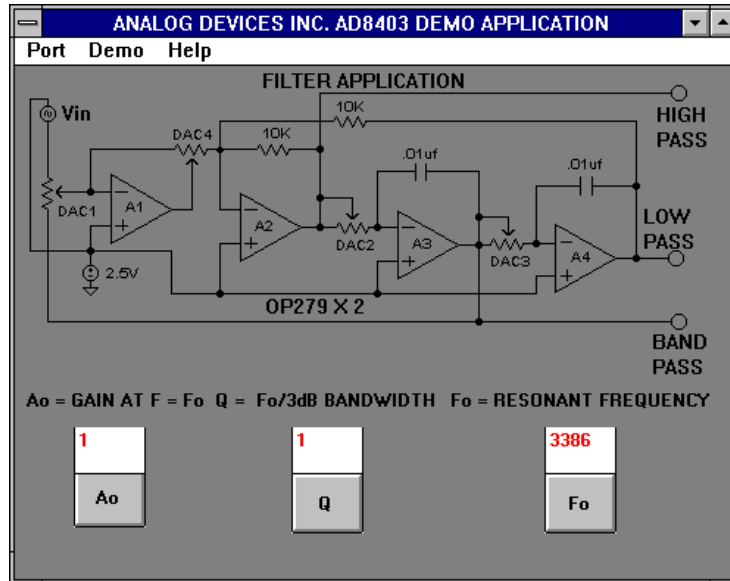 ANALOG DEVICES INC. AD8403 DEMO APPLICATION
Port Demo Help
FILTER APPLICATION
Vin
DAC4
10K
10K
HIGH
PASS
.01uf
.01uf
DAC1
A1
A2
DAC2
A3
DAC3
A4
LOW
PASS
2.5V
OP279 X 2
BAND
PASS
Ao = GAIN AT F = Fo Q = Fo/3dB BANDWIDTH Fo = RESONANT FREQUENCY
1
1
3386
Ao
Q
Fo